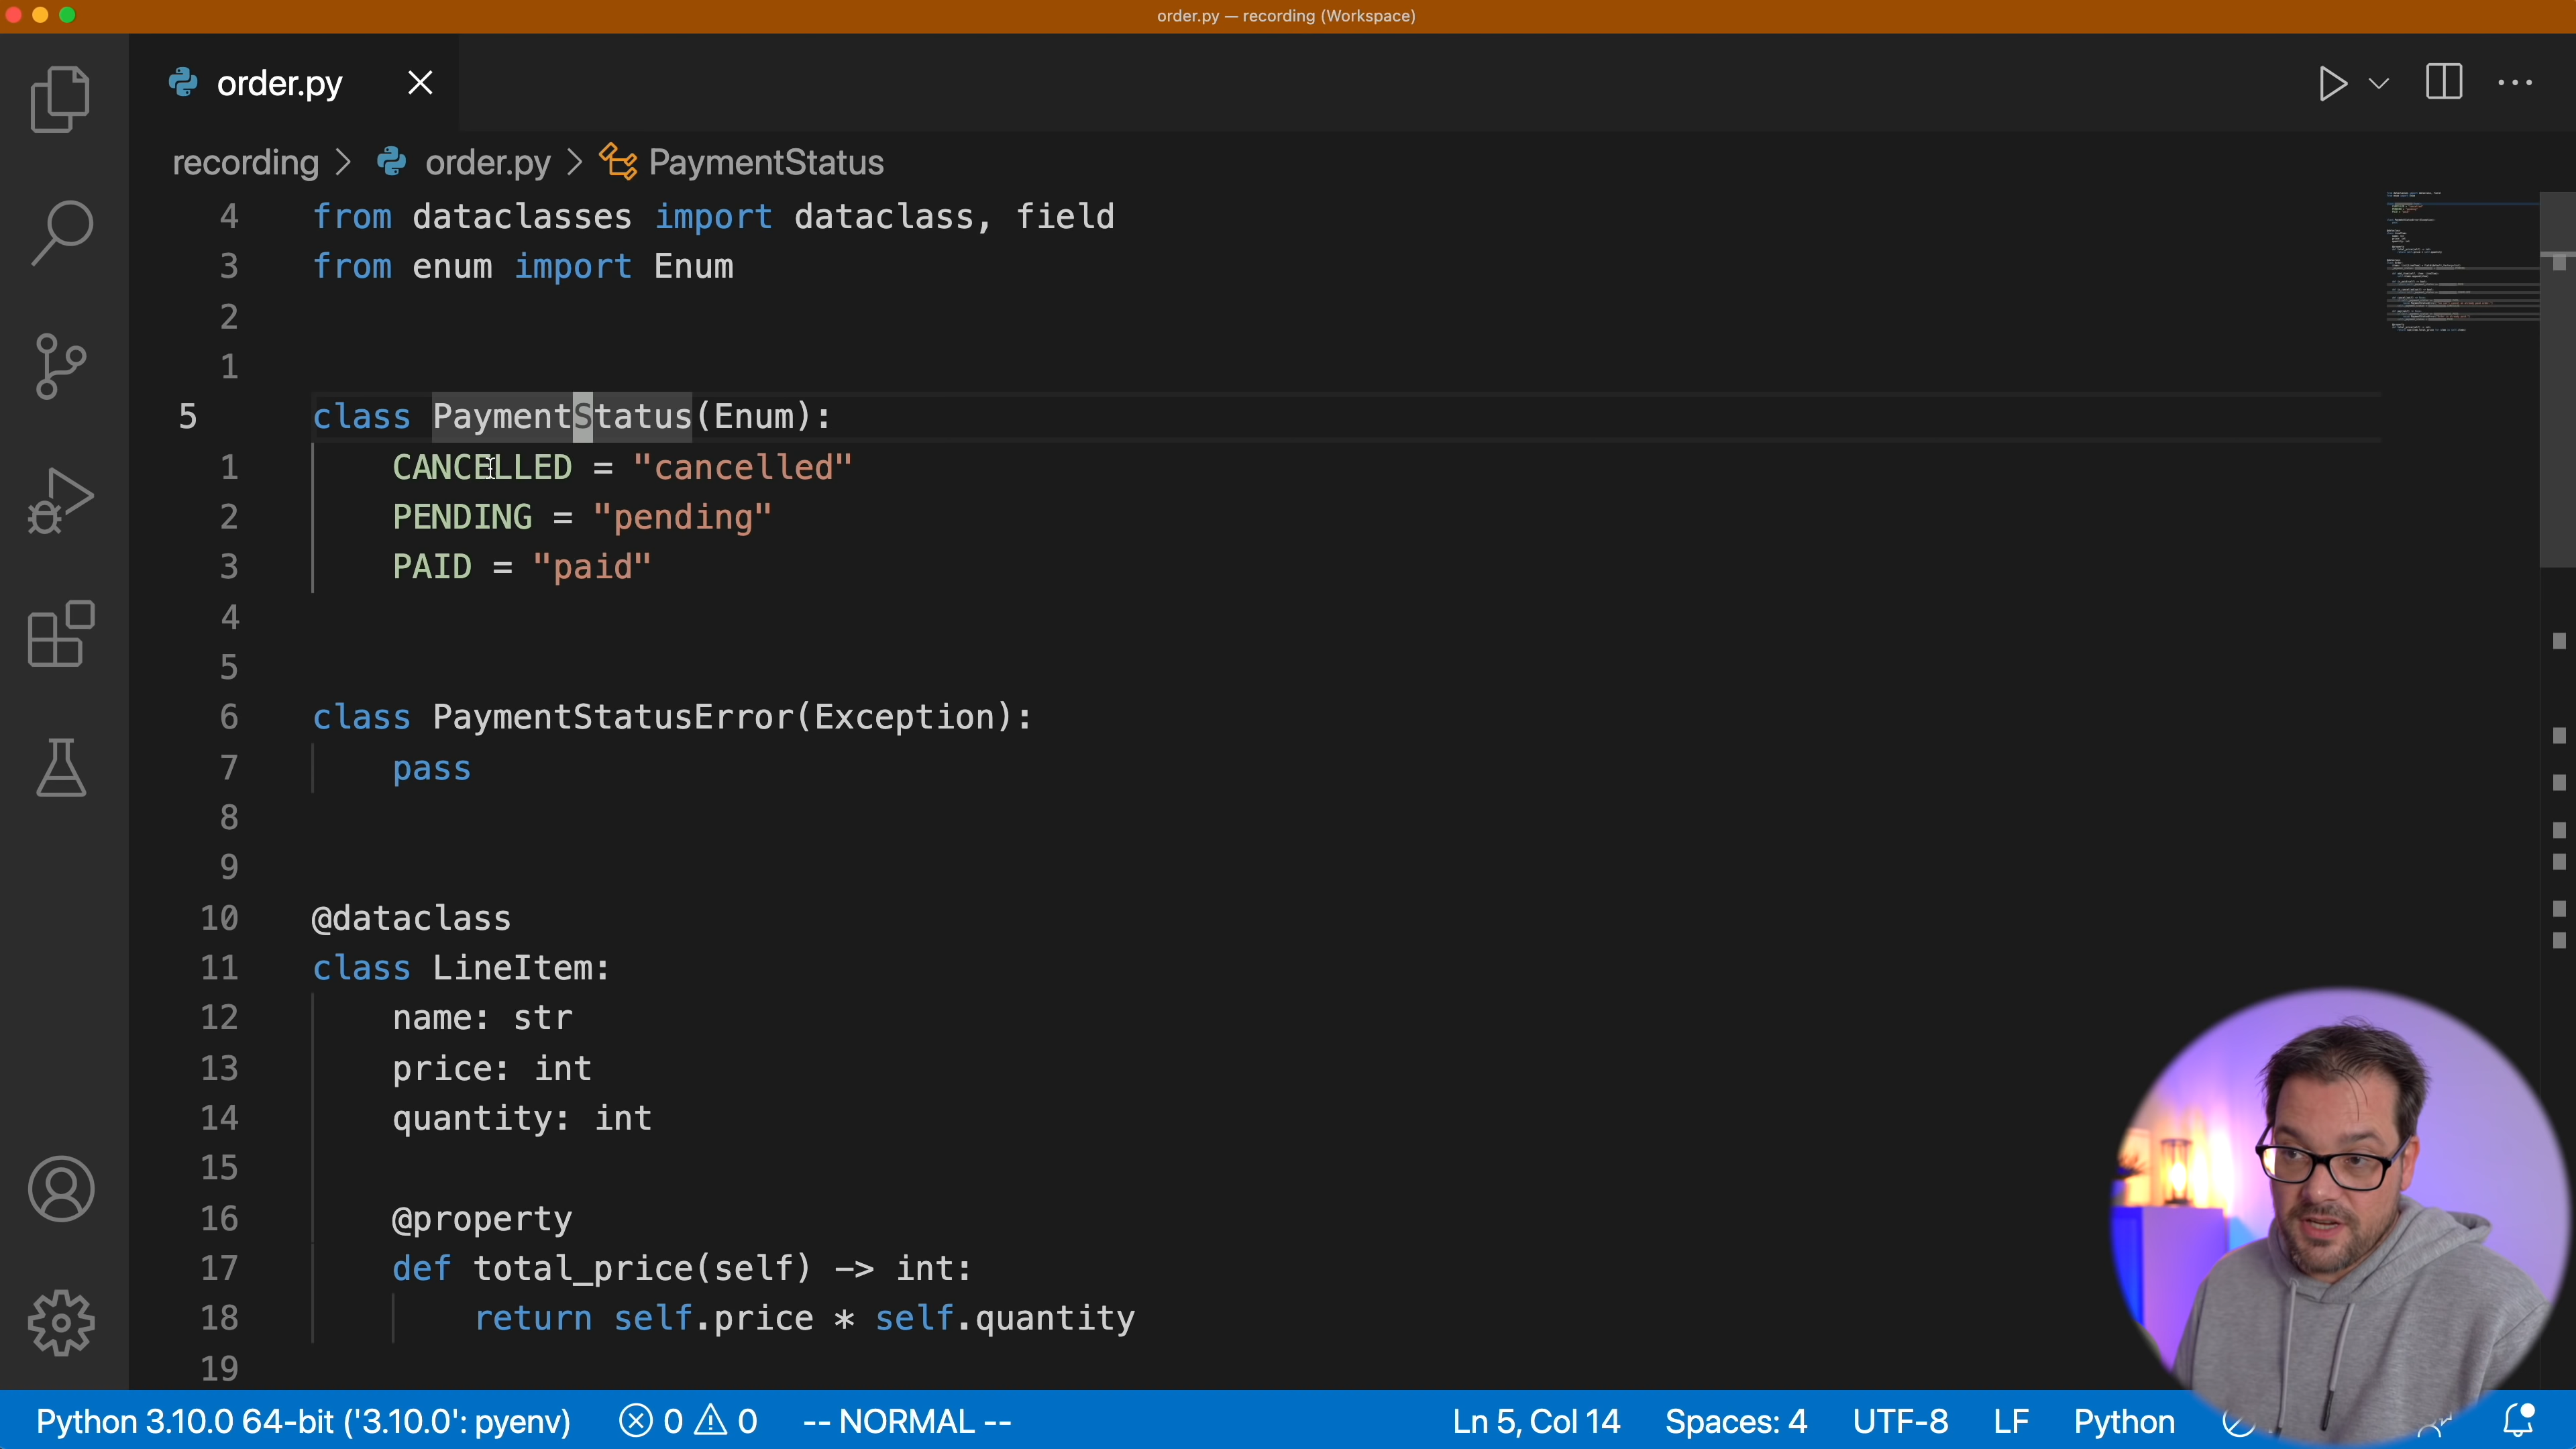 order.py — recording (Workspace)
order.py
recording > order.py > PaymentStatus
4 from dataclasses import dataclass, field
3 from enum import Enum
2
1
5 class PaymentStatus(Enum):
1 CANCELLED = "cancelled"
2 PENDING = "pending"
3 PAID = "paid"
4
5
6 class PaymentStatusError(Exception):
7 pass
8
9
10 @dataclass
11 class LineItem:
12 name: str
13 price: int
14 quantity: int
15
16 @property
17 def total_price(self) -> int:
18 return self.price * self.quantity
19
Python 3.10.0 64-bit ('3.10.0': pyenv) 0 0 -- NORMAL -- Ln 5, Col 14 Spaces: 4 UTF-8 LF Python